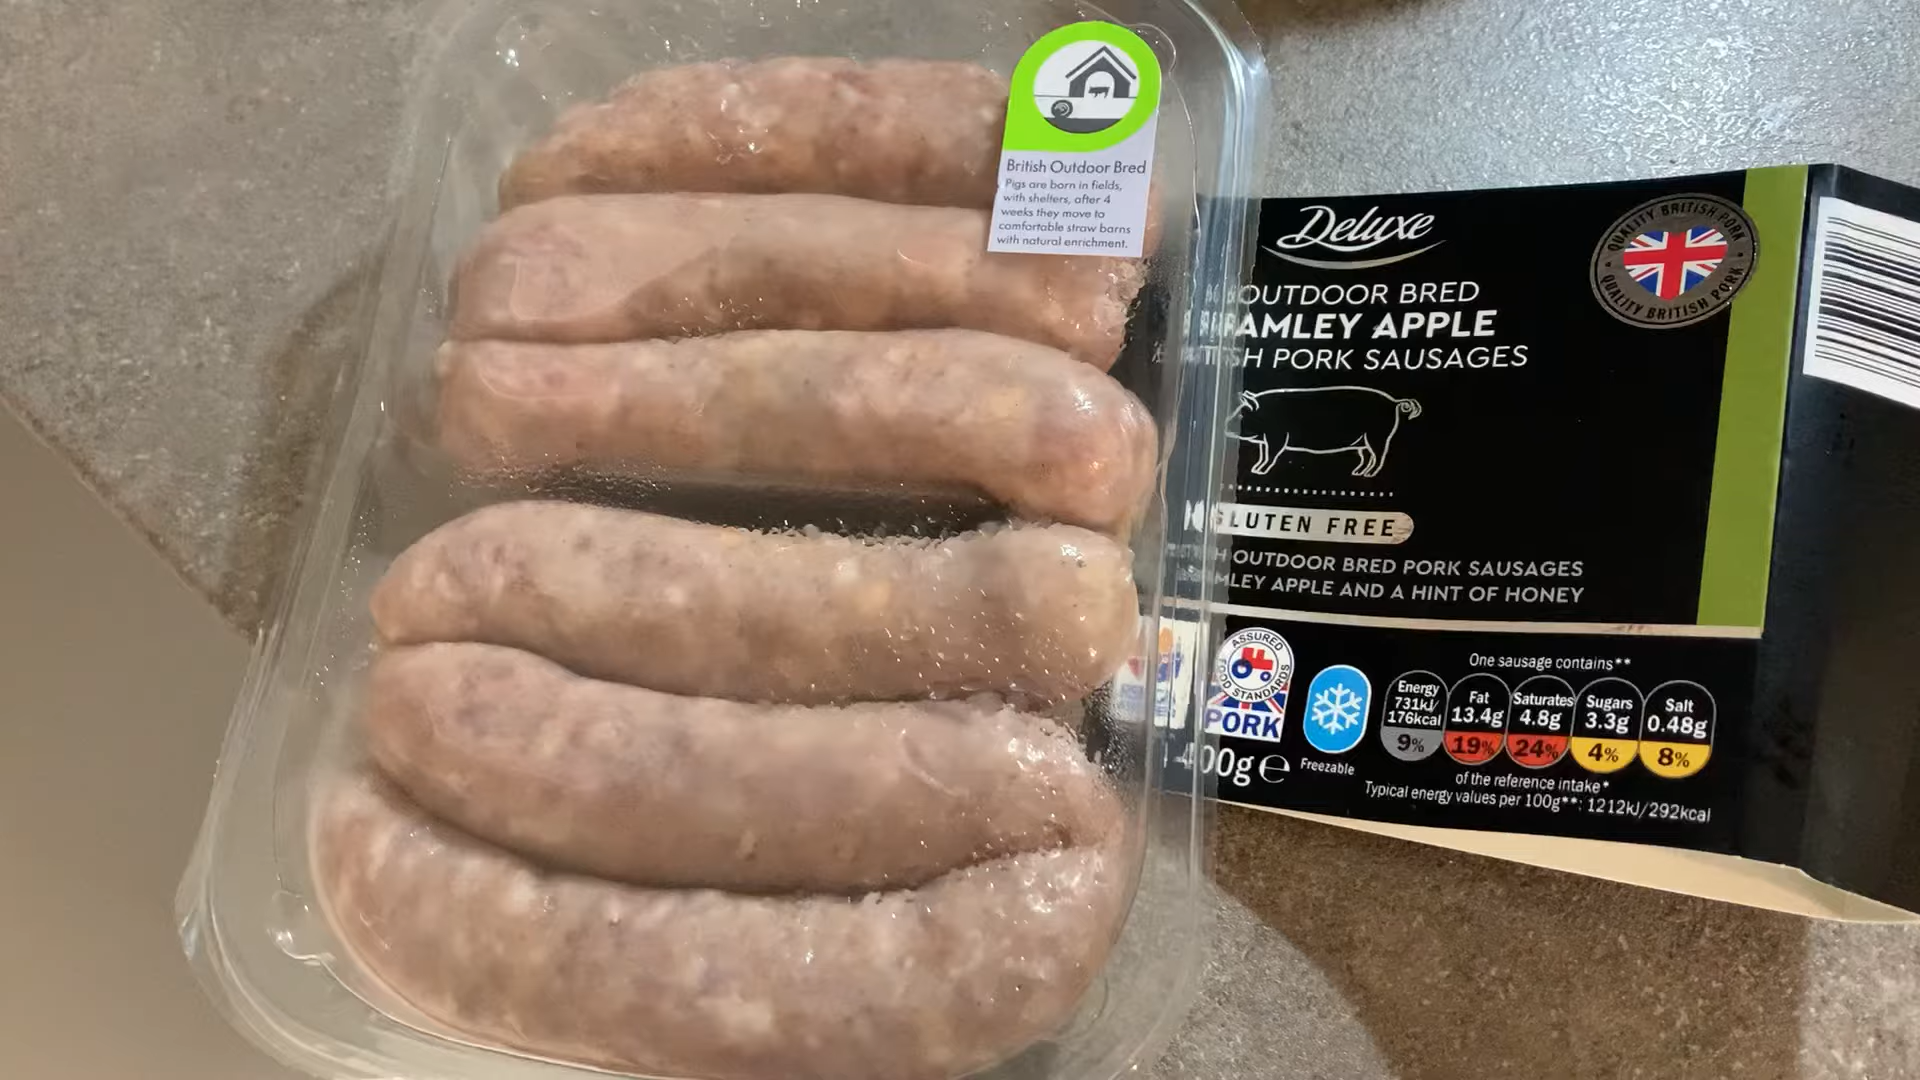 British Outdoor Bred
Pigs are born in fields,
with shelters, after 4
weeks they move to
comfortable straw barns
with natural enrichment.
Deluxe
OUTDOOR BRED
AMLEY APPLE
SH PORK SAUSAGES
GLUTEN FREE
H OUTDOOR BRED PORK SAUSAGES
MLEY APPLE AND A HINT OF HONEY
QUALITY BRITISH PORK
QUALITY BRITISH PORK
ASSURED
FOOD STANDARDS
PORK
00g e
Freezable
One sausage contains**
Energy
731kJ/
176kcal
9%
Fat
13.4g
19%
Saturates
4.8g
24%
Sugars
3.3g
4%
Salt
0.48g
8%
of the reference intake*
Typical energy values per 100g**: 1212kJ/292kcal